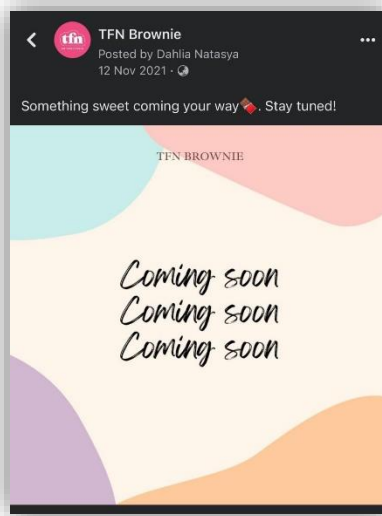 TFN Brownie
tfn
Posted by Dahlia Natasya
12 Nov 2021
Something sweet coming your way🍫. Stay tuned!
TFN BROWNIE
Coming soon
Coming soon
Coming soon